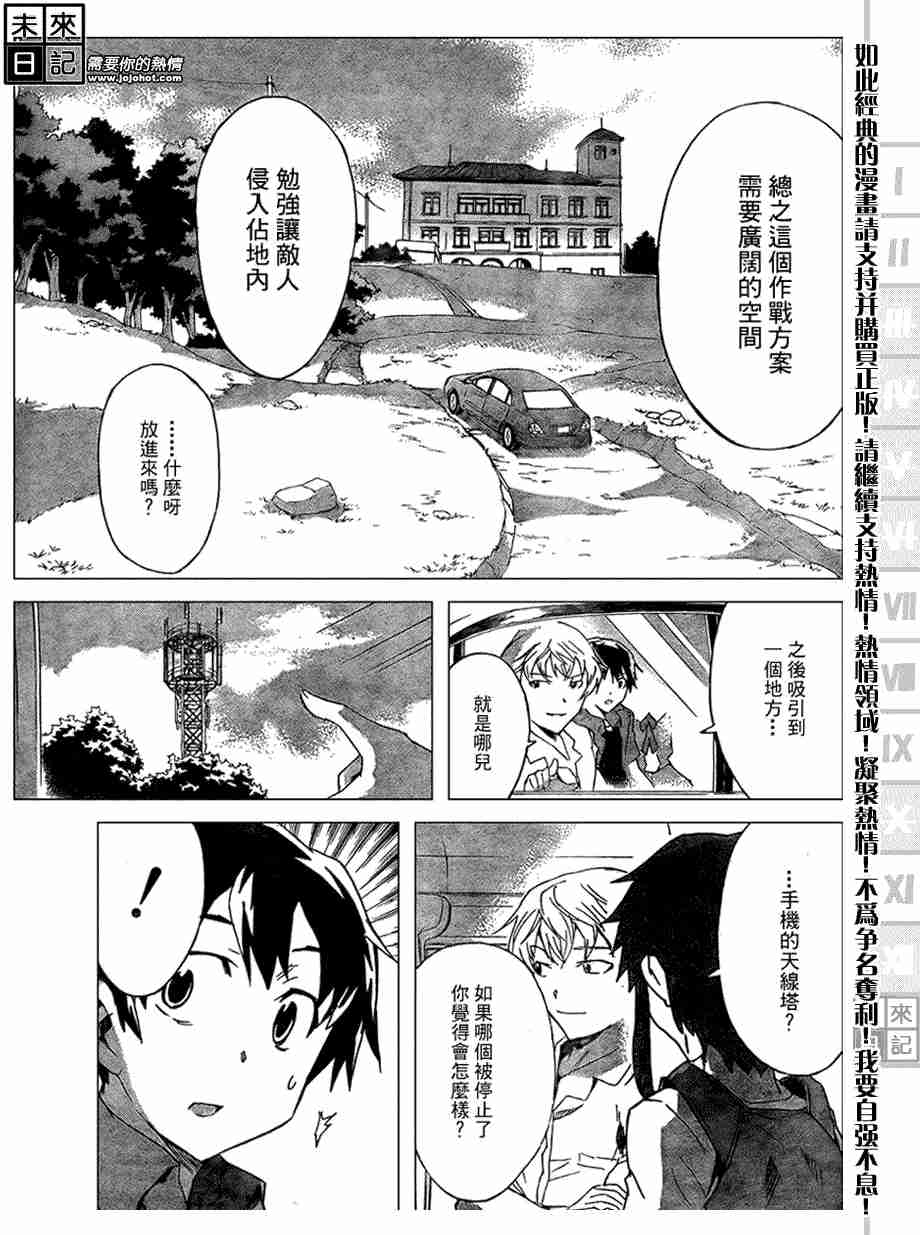 未來
日記
需要你的熱情
www.jojohot.com
總之這個作戰方案
需要廣闊的空間
勉強讓敵人
侵入佔地內
……什麼呀
放進來嗎？
之後吸引到
一個地方…
就是哪兒
…手機的天線塔？
如果哪個被停止了
你覺得會怎麼樣？
！
如此經典的漫畫請支持并購買正版！請繼續支持熱情！熱情領域！凝聚熱情！不爲争名奪利！我要自强不息！
I
II
III
IV
V
VI
VII
VIII
IX
X
XI
來
記